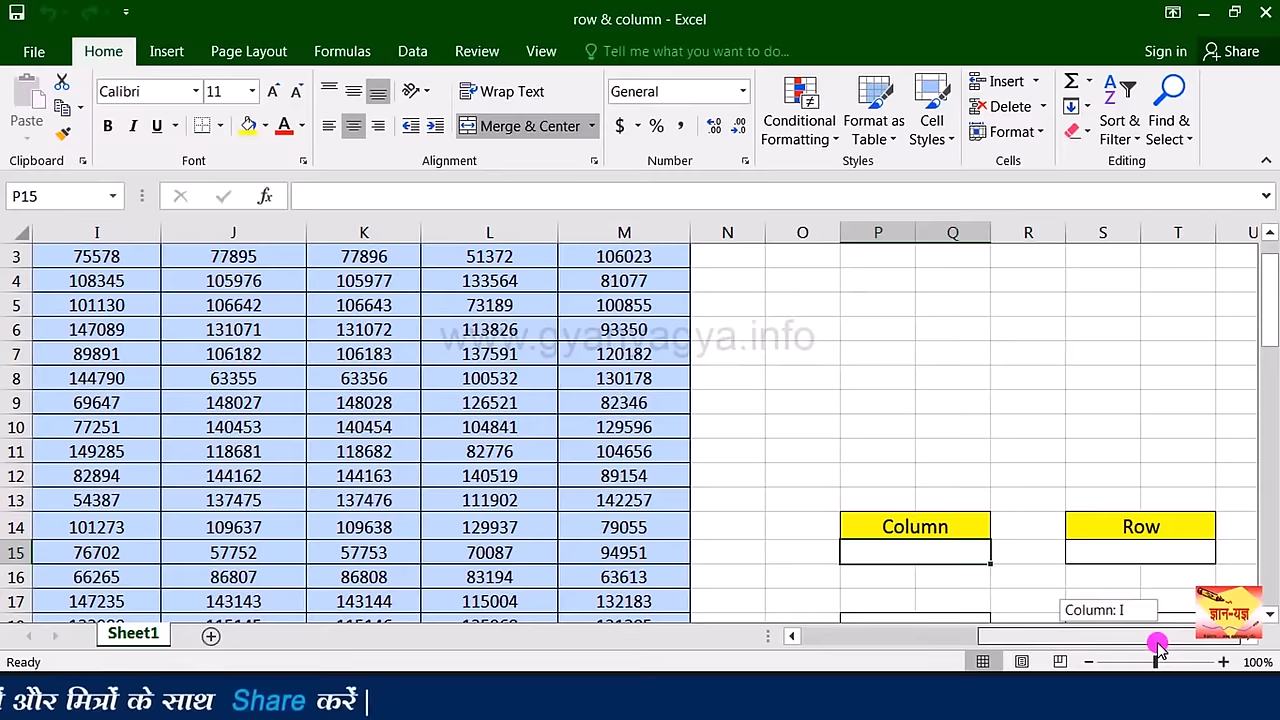 row & column - Excel
File Home Insert Page Layout Formulas Data Review View Tell me what you want to do... Sign in Share
Paste Calibri 11 Wrap Text General Conditional Formatting Format as Table Cell Styles Insert Sort & Filter Find & Select
B I U Merge & Center $ % , Delete
Format
Clipboard Font Alignment Number Styles Cells Editing
P15 fx
I J K L M N O P Q R S T U
3 75578 77895 77896 51372 106023
4 108345 105976 105977 133564 81077
5 101130 106642 106643 73189 100855
6 147089 131071 131072 113826 93350
www.gyanyagya.info
7 89891 106182 106183 137591 120182
8 144790 63355 63356 100532 130178
9 69647 148027 148028 126521 82346
10 77251 140453 140454 104841 129596
11 149285 118681 118682 82776 104656
12 82894 144162 144163 140519 89154
13 54387 137475 137476 111902 142257
14 101273 109637 109638 129937 79055 Column Row
15 76702 57752 57753 70087 94951
16 66265 86807 86808 83194 63613
17 147235 143143 143144 115004 132183
Column: I
ज्ञान-यज्ञ
Sheet1
Ready 100%
और मित्रों के साथ Share करें |